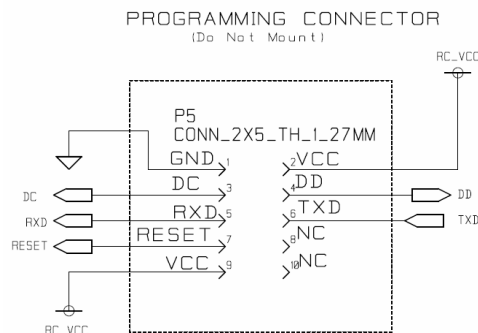 PROGRAMMING CONNECTOR
(Do Not Mount)
RC_VCC
P5
CONN_2X5_TH_1_27MM
GND 1 2 VCC
DC DC 3 4 DD DD
RXD RXD 5 6 TXD TXD
RESET RESET 7 8 NC
VCC 9 10 NC
RC_VCC